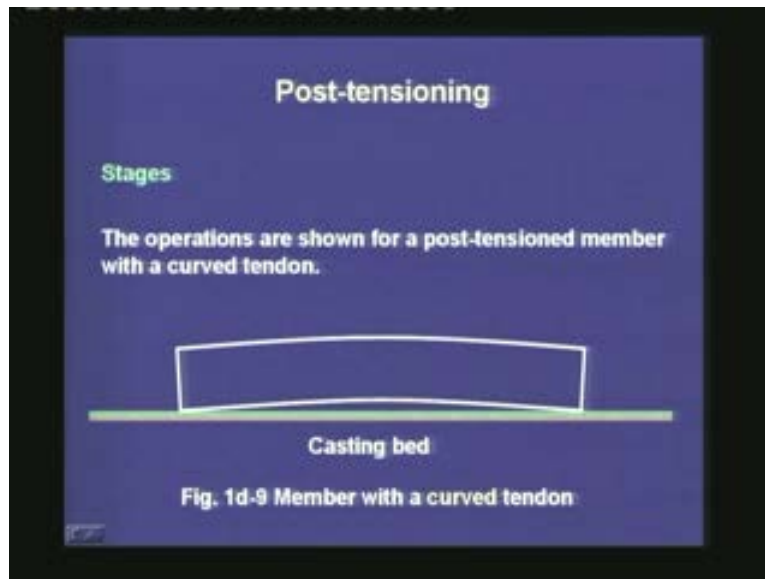 Post-tensioning
Stages
The operations are shown for a post-tensioned member
with a curved tendon.
Casting bed
Fig. 1d-9 Member with a curved tendon